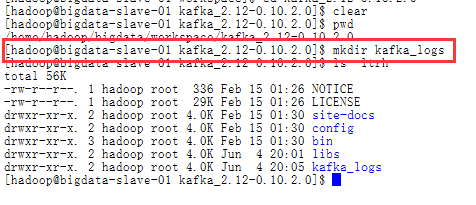 [hadoop@bigdata-slave-01 kafka_2.12-0.10.2.0]$ clear
[hadoop@bigdata-slave-01 kafka_2.12-0.10.2.0]$ pwd
/home/hadoop/bigdata/workspace/kafka_2.12-0.10.2.0
[hadoop@bigdata-slave-01 kafka_2.12-0.10.2.0]$ mkdir kafka_logs
[hadoop@bigdata-slave-01 kafka_2.12-0.10.2.0]$ ls -ltrh
total 56K
-rw-r--r--. 1 hadoop root 336 Feb 15 01:26 NOTICE
-rw-r--r--. 1 hadoop root 29K Feb 15 01:26 LICENSE
drwxr-xr-x. 2 hadoop root 4.0K Feb 15 01:30 site-docs
drwxr-xr-x. 2 hadoop root 4.0K Feb 15 01:30 config
drwxr-xr-x. 3 hadoop root 4.0K Feb 15 01:30 bin
drwxr-xr-x. 2 hadoop root 4.0K Jun 4 20:01 libs
drwxr-xr-x. 2 hadoop root 4.0K Jun 4 20:05 kafka_logs
[hadoop@bigdata-slave-01 kafka_2.12-0.10.2.0]$